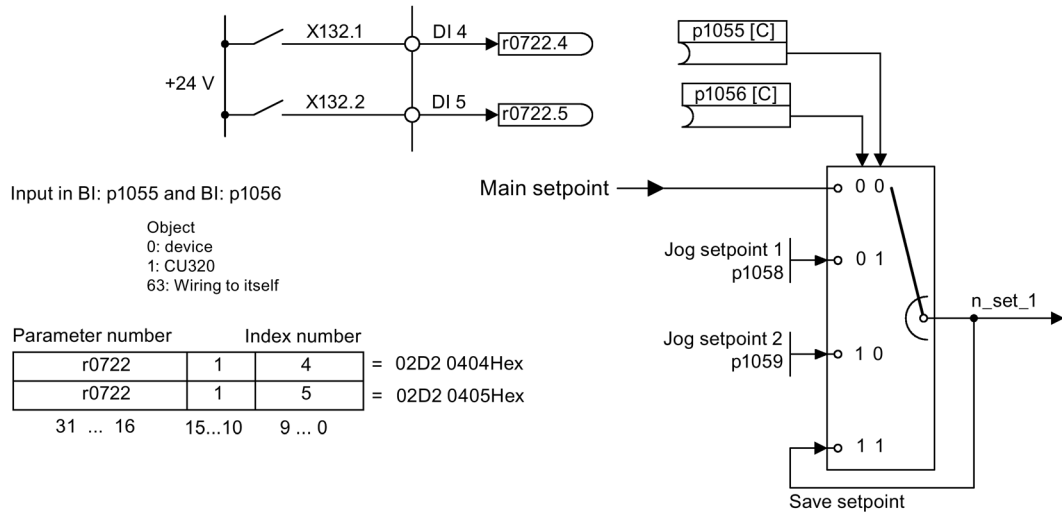 X132.1 DI 4 r0722.4
+24 V
X132.2 DI 5 r0722.5
p1055 [C]
p1056 [C]
Input in BI: p1055 and BI: p1056
Object
0: device
1: CU320
63: Wiring to itself
Parameter number Index number
r0722 1 4 = 02D2 0404Hex
r0722 1 5 = 02D2 0405Hex
31 ... 16 15...10 9 ... 0
Main setpoint 0 0
Jog setpoint 1
p1058
0 1
n_set_1
Jog setpoint 2
p1059
1 0
1 1
Save setpoint